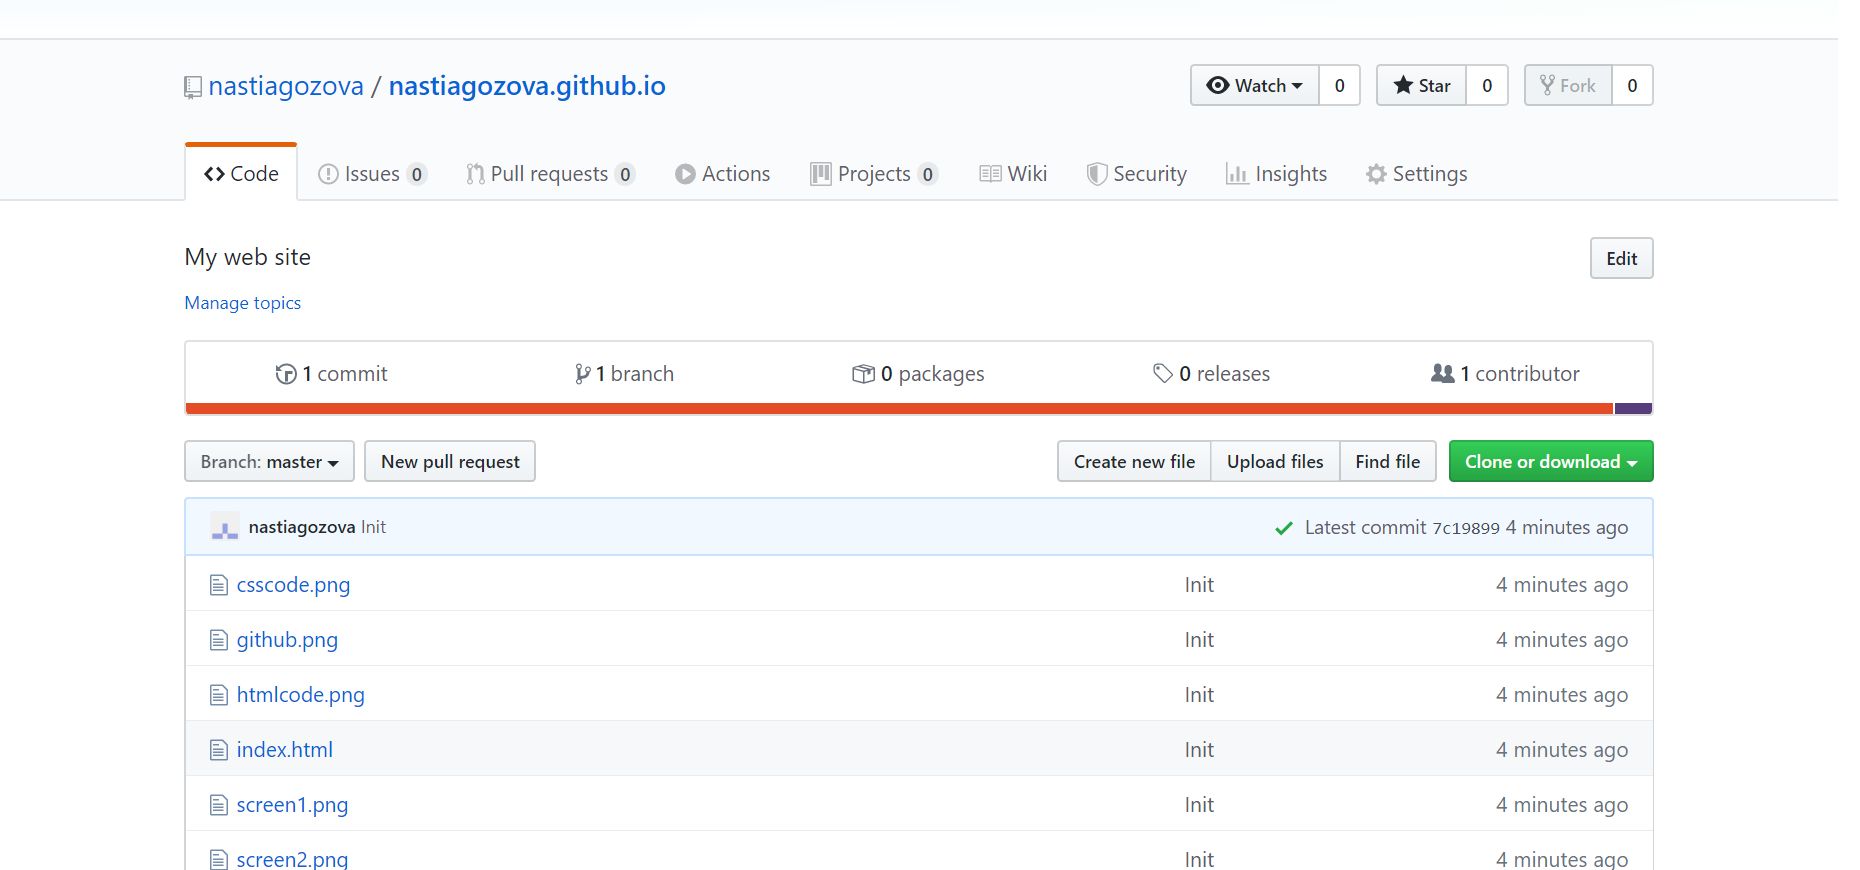 nastiagozova / nastiagozova.github.io Watch 0 Star 0 Fork 0
Code Issues 0 Pull requests 0 Actions Projects 0 Wiki Security Insights Settings
My web site Edit
Manage topics
1 commit 1 branch 0 packages 0 releases 1 contributor
Branch: master New pull request Create new file Upload files Find file Clone or download
nastiagozova Init Latest commit 7c19899 4 minutes ago
csscode.png Init 4 minutes ago
github.png Init 4 minutes ago
htmlcode.png Init 4 minutes ago
index.html Init 4 minutes ago
screen1.png Init 4 minutes ago
screen2.png Init 4 minutes ago